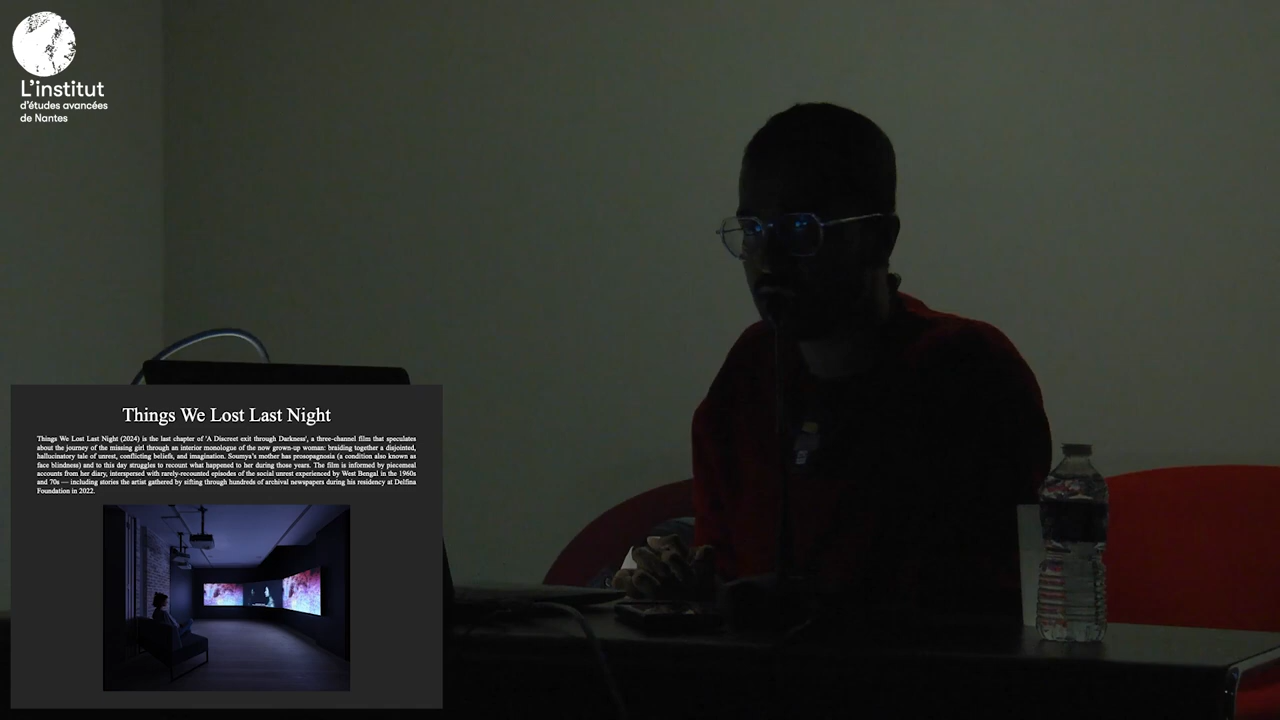 L'institut
d'études avancées
de Nantes
Things We Lost Last Night
Things We Lost Last Night (2024) is the last chapter of 'A Discreet exit through Darkness', a three-channel film that speculates
about the journey of the missing girl through an interior monologue of the now grown-up woman: braiding together a disjointed,
hallucinatory tale of unrest, conflicting beliefs, and imagination. Soumya's mother has prosopagnosia (a condition also known as
face blindness) and to this day struggles to recount what happened to her during those years. The film is informed by piecemeal
accounts from her diary, interspersed with rarely-recounted episodes of the social unrest experienced by West Bengal in the 1960s
and 70s — including stories the artist gathered by sifting through hundreds of archival newspapers during his residency at Delfina
Foundation in 2022.